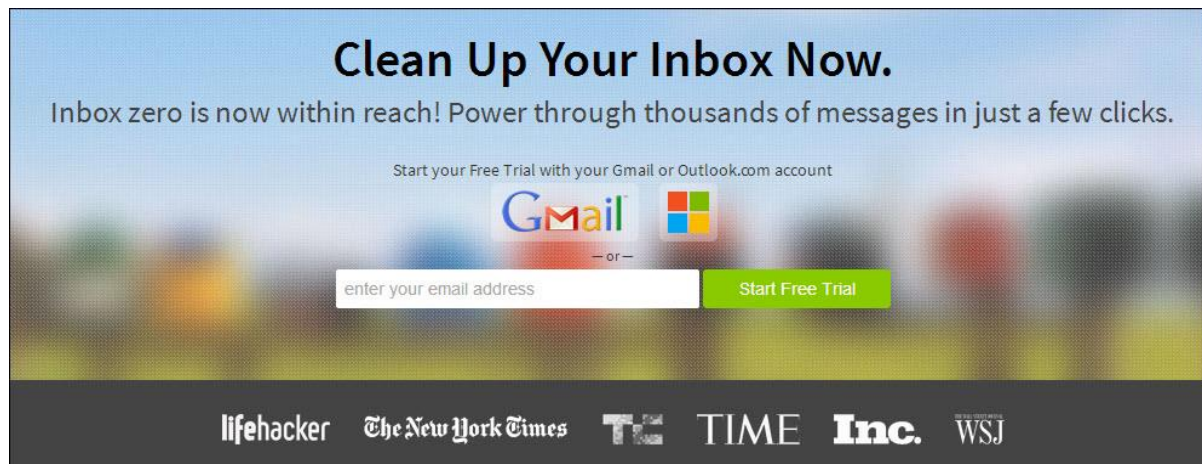 Clean Up Your Inbox Now.
Inbox zero is now within reach! Power through thousands of messages in just a few clicks.
Start your Free Trial with your Gmail or Outlook.com account
Gmail
— or —
enter your email address Start Free Trial
lifehacker The New York Times TC TIME Inc. WSJ